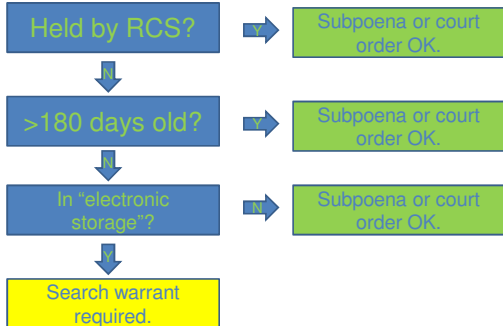 Held by RCS?
Y
Subpoena or court
order OK.
N
>180 days old?
Y
Subpoena or court
order OK.
N
In “electronic
storage”?
N
Subpoena or court
order OK.
Y
Search warrant
required.